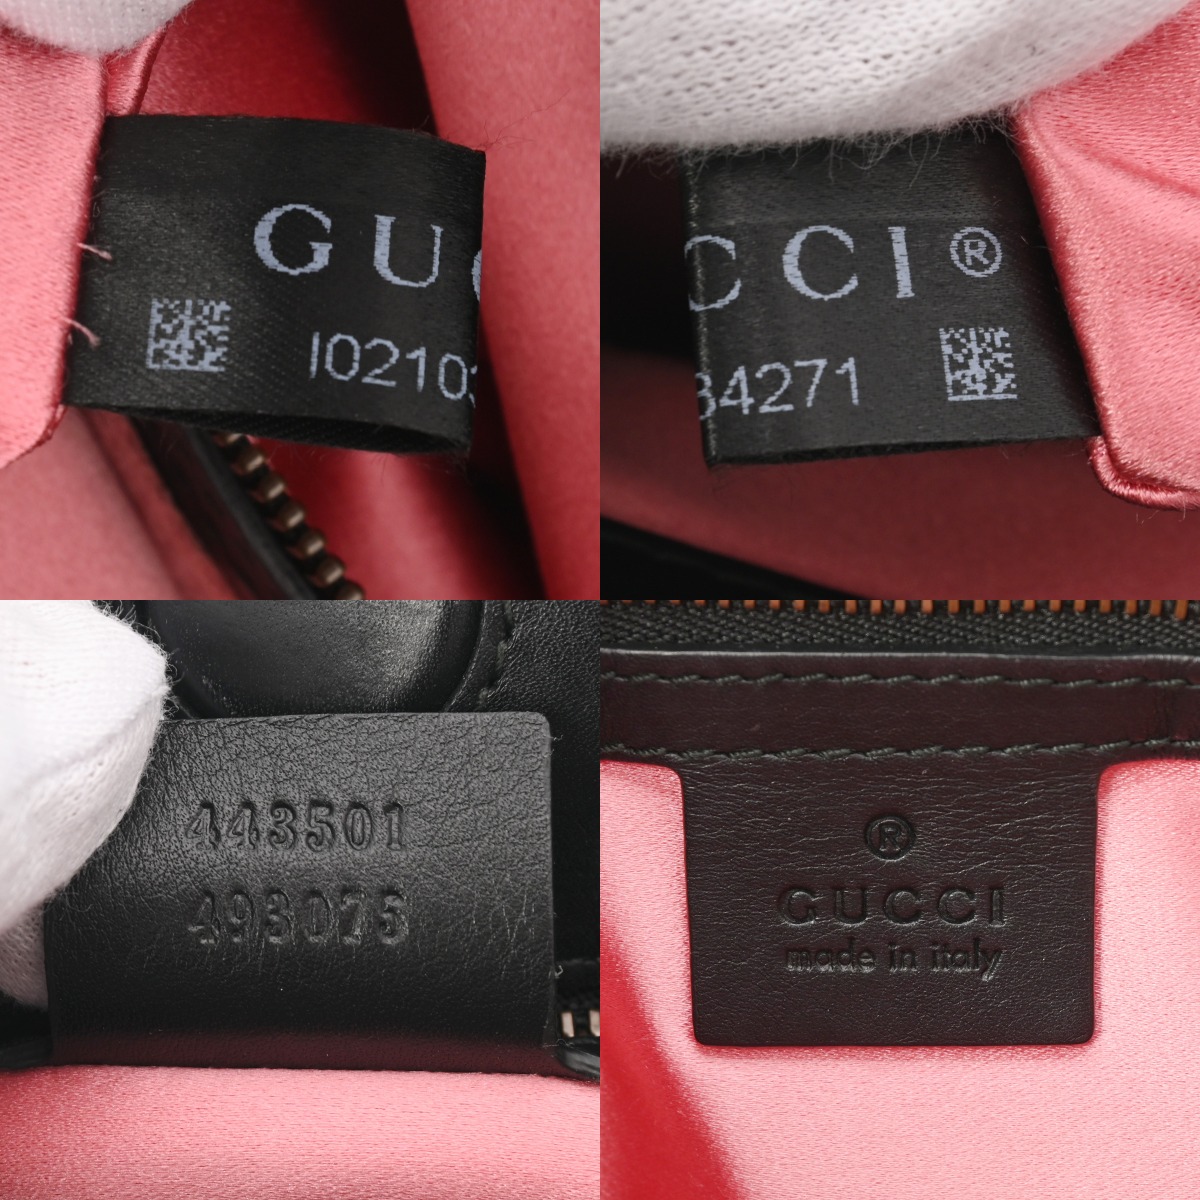 GUC
I02103
CCI®
34271
443501
493075
®
GUCCI
made in italy